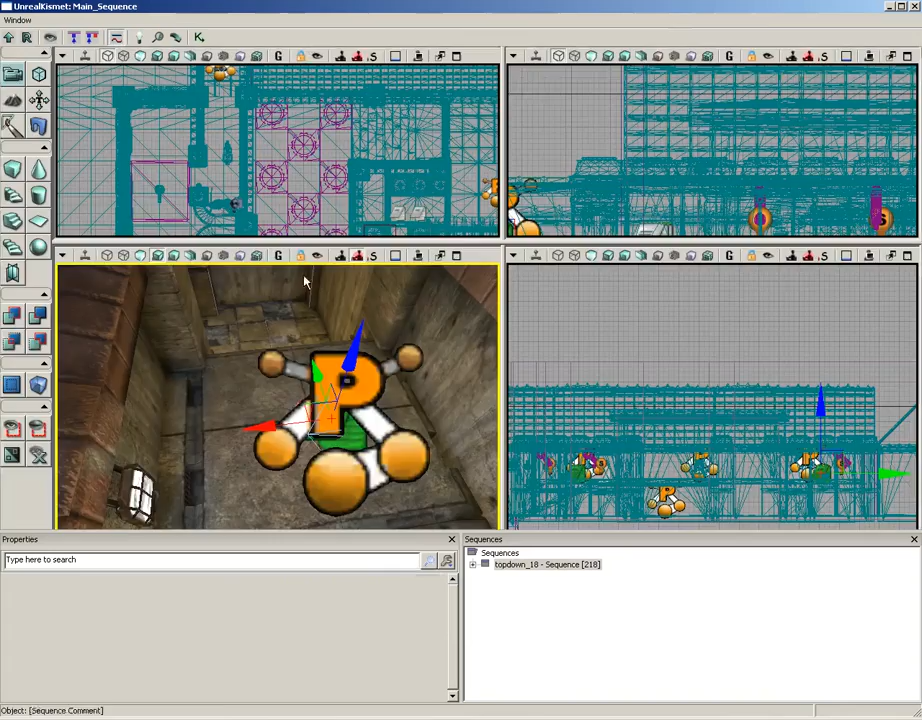 UnrealKismet: Main_Sequence
Window
R
K
G
S
G
S
G
S
G
S
P
Properties
Sequences
Type here to search
Sequences
topdown_18 - Sequence [218]
Object: [Sequence Comment]